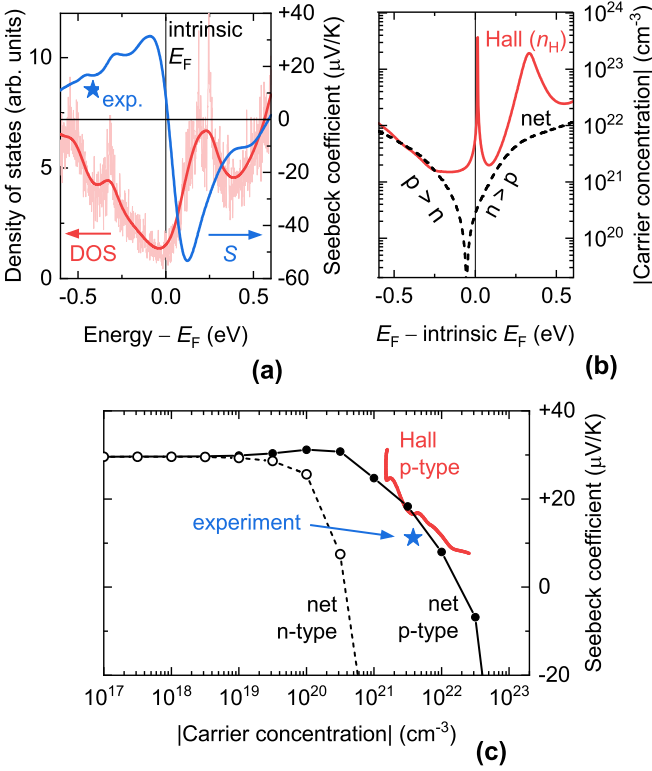 Density of states (arb. units)
10
5
0
intrinsic
E_F
exp.
DOS
S
+40
+20
0
-20
-40
-60
Seebeck coefficient (μV/K)
-0.5 0.0 0.5
Energy − E_F (eV)
(a)
Hall (n_H)
net
p > n
n > p
10^24
10^23
10^22
10^21
10^20
|Carrier concentration| (cm^-3)
-0.5 0 0.5
E_F − intrinsic E_F (eV)
(b)
Hall
p-type
experiment
net
n-type
net
p-type
+40
+20
0
-20
Seebeck coefficient (μV/K)
10^17 10^18 10^19 10^20 10^21 10^22 10^23
|Carrier concentration| (cm^-3)
(c)